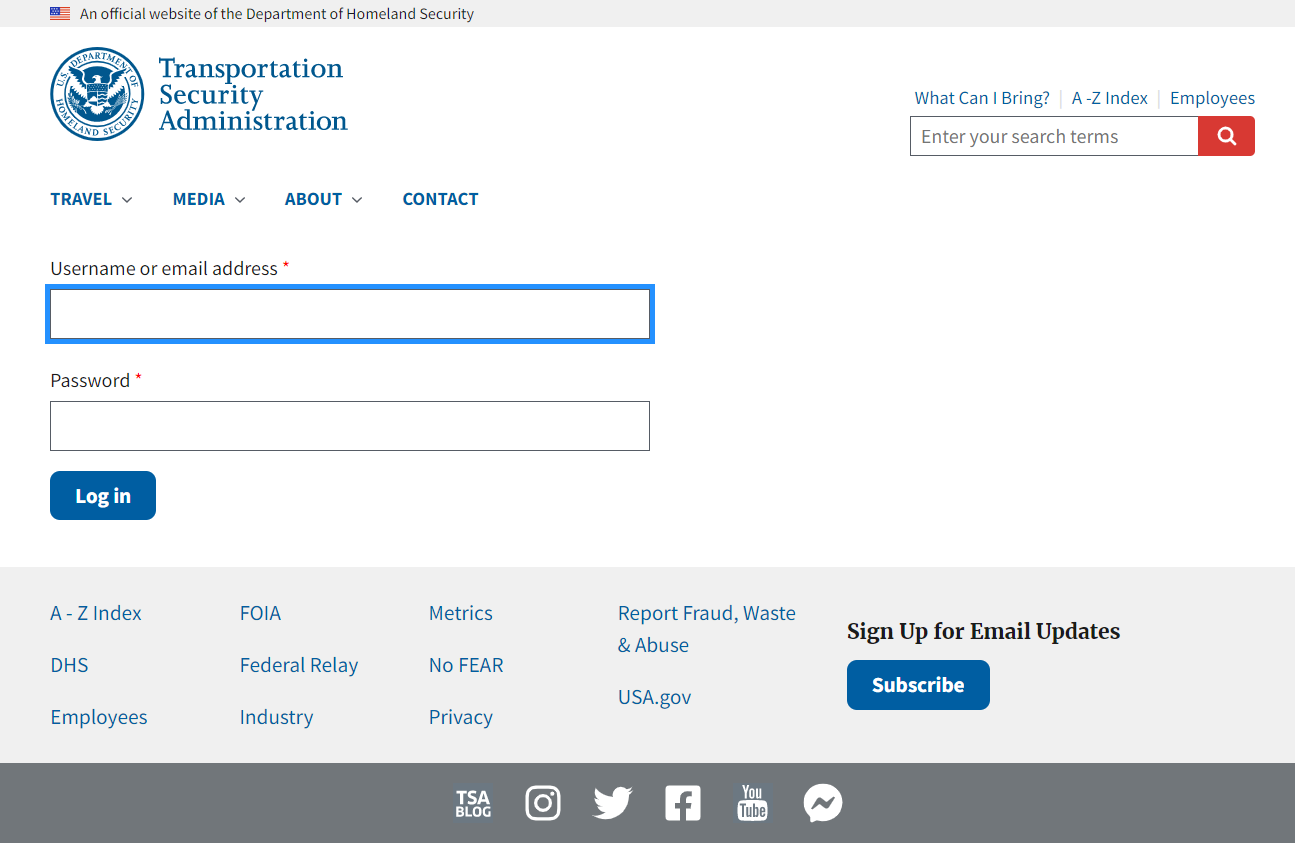 An official website of the Department of Homeland Security
U.S. DEPARTMENT OF
HOMELAND SECURITY
Transportation
Security
Administration
What Can I Bring?
A -Z Index
Employees
Enter your search terms
TRAVEL
MEDIA
ABOUT
CONTACT
Username or email address *
Password *
Log in
A - Z Index
FOIA
Metrics
Report Fraud, Waste
& Abuse
Sign Up for Email Updates
DHS
Federal Relay
No FEAR
Subscribe
USA.gov
Employees
Industry
Privacy
TSA
BLOG
You
Tube